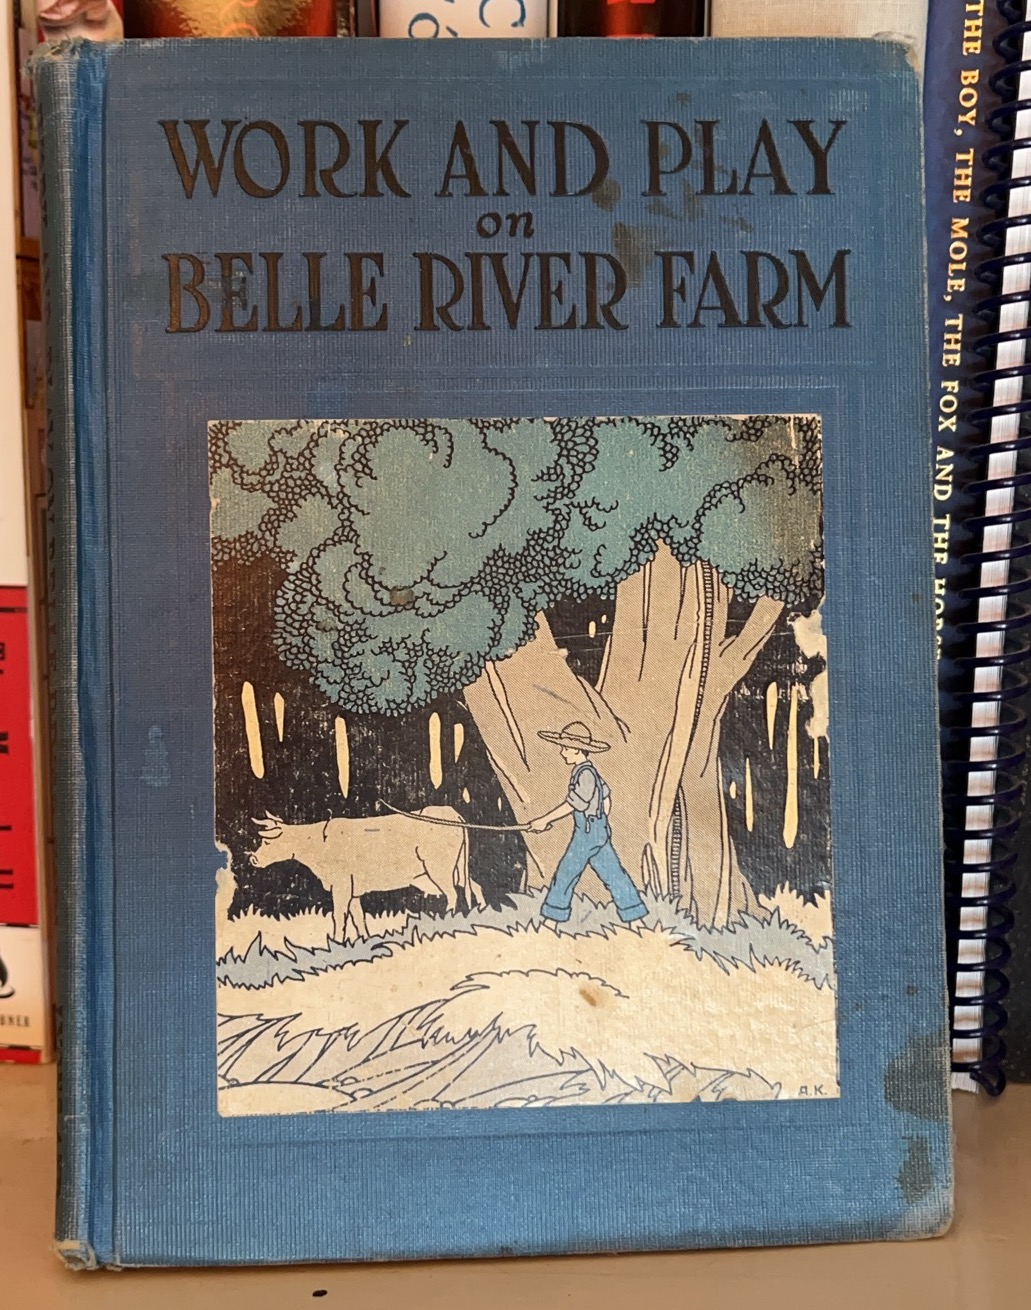 WORK AND PLAY
on
BELLE RIVER FARM
A.K.
THE BOY, THE MOLE, THE FOX AND THE